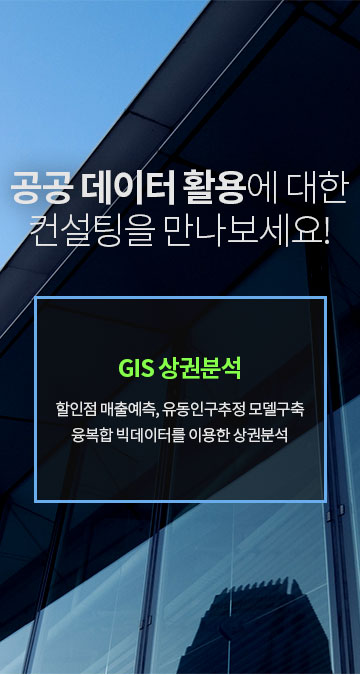 공공 데이터 활용에 대한
컨설팅을 만나보세요!
GIS 상권분석
할인점 매출예측, 유동인구추정 모델구축
융복합 빅데이터를 이용한 상권분석